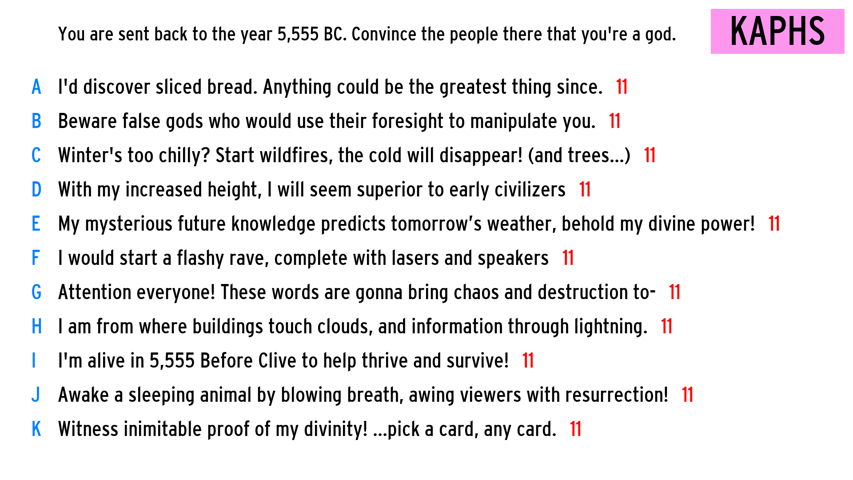 You are sent back to the year 5,555 BC. Convince the people there that you're a god.
KAPHS
A I'd discover sliced bread. Anything could be the greatest thing since. 11
B Beware false gods who would use their foresight to manipulate you. 11
C Winter's too chilly? Start wildfires, the cold will disappear! (and trees...) 11
D With my increased height, I will seem superior to early civilizers 11
E My mysterious future knowledge predicts tomorrow’s weather, behold my divine power! 11
F I would start a flashy rave, complete with lasers and speakers 11
G Attention everyone! These words are gonna bring chaos and destruction to- 11
H I am from where buildings touch clouds, and information through lightning. 11
I I'm alive in 5,555 Before Clive to help thrive and survive! 11
J Awake a sleeping animal by blowing breath, awing viewers with resurrection! 11
K Witness inimitable proof of my divinity! ...pick a card, any card. 11